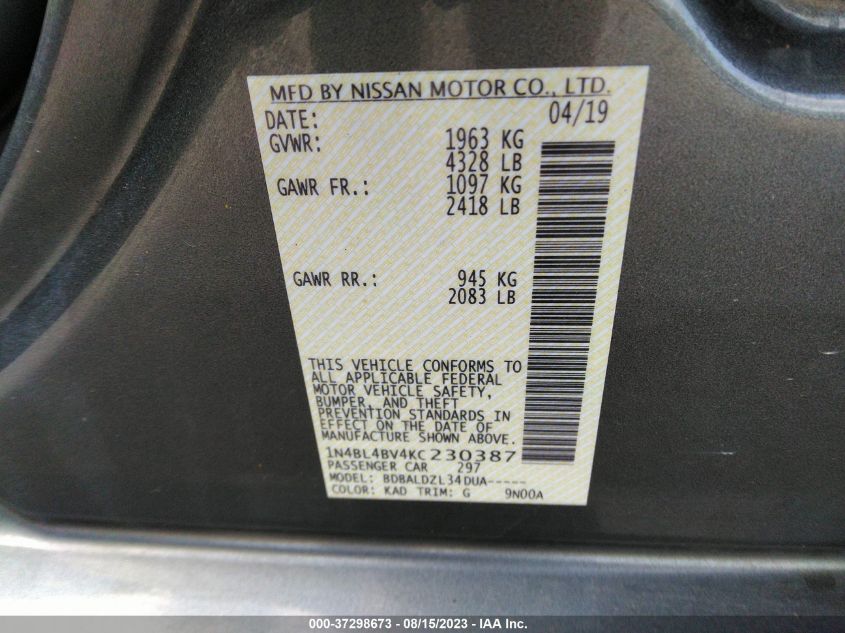 MFD BY NISSAN MOTOR CO., LTD.
DATE: 04/19
GVWR: 1963 KG
4328 LB
GAWR FR.: 1097 KG
2418 LB
GAWR RR.: 945 KG
2083 LB
THIS VEHICLE CONFORMS TO
ALL APPLICABLE FEDERAL
MOTOR VEHICLE SAFETY,
BUMPER, AND THEFT
PREVENTION STANDARDS IN
EFFECT ON THE DATE OF
MANUFACTURE SHOWN ABOVE.
1N4BL4BV4KC230387
PASSENGER CAR 297
MODEL: BDBALDZL34DUA-----
COLOR: KAD TRIM: G 9N00A
000-37298673 - 08/15/2023 - IAA Inc.